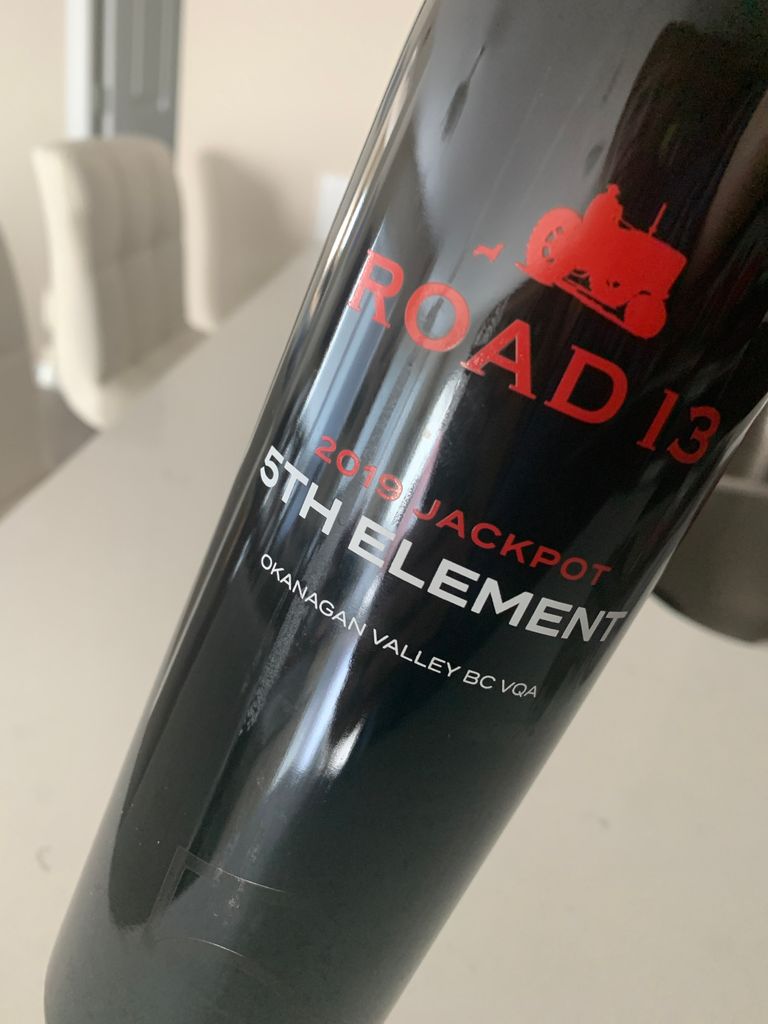 ROAD 13
2019 JACKPOT
5TH ELEMENT
OKANAGAN VALLEY BC VQA